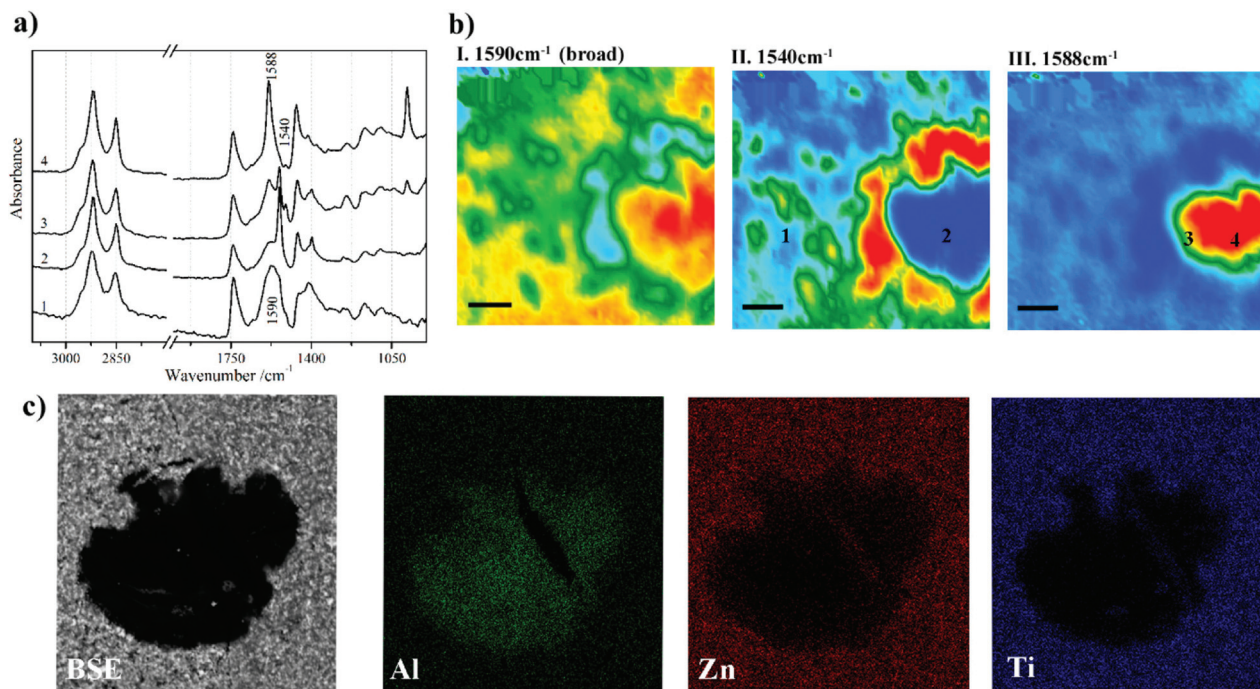 a)
1588
1540
4
3
2
1
1590
Absorbance
3000
2850
1750
1400
1050
Wavenumber /cm⁻¹
b)
I. 1590cm⁻¹ (broad)
II. 1540cm⁻¹
III. 1588cm⁻¹
1
2
3
4
c)
BSE
Al
Zn
Ti